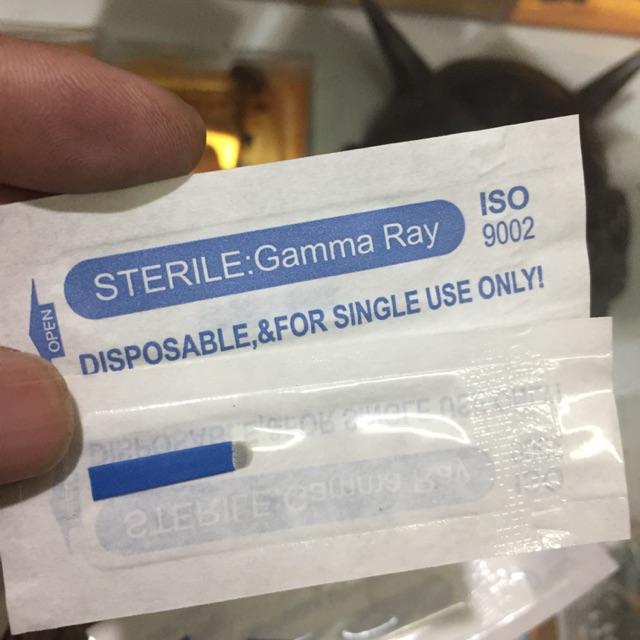 STERILE:Gamma Ray
ISO
9002
DISPOSABLE,&FOR SINGLE USE ONLY!
OPEN